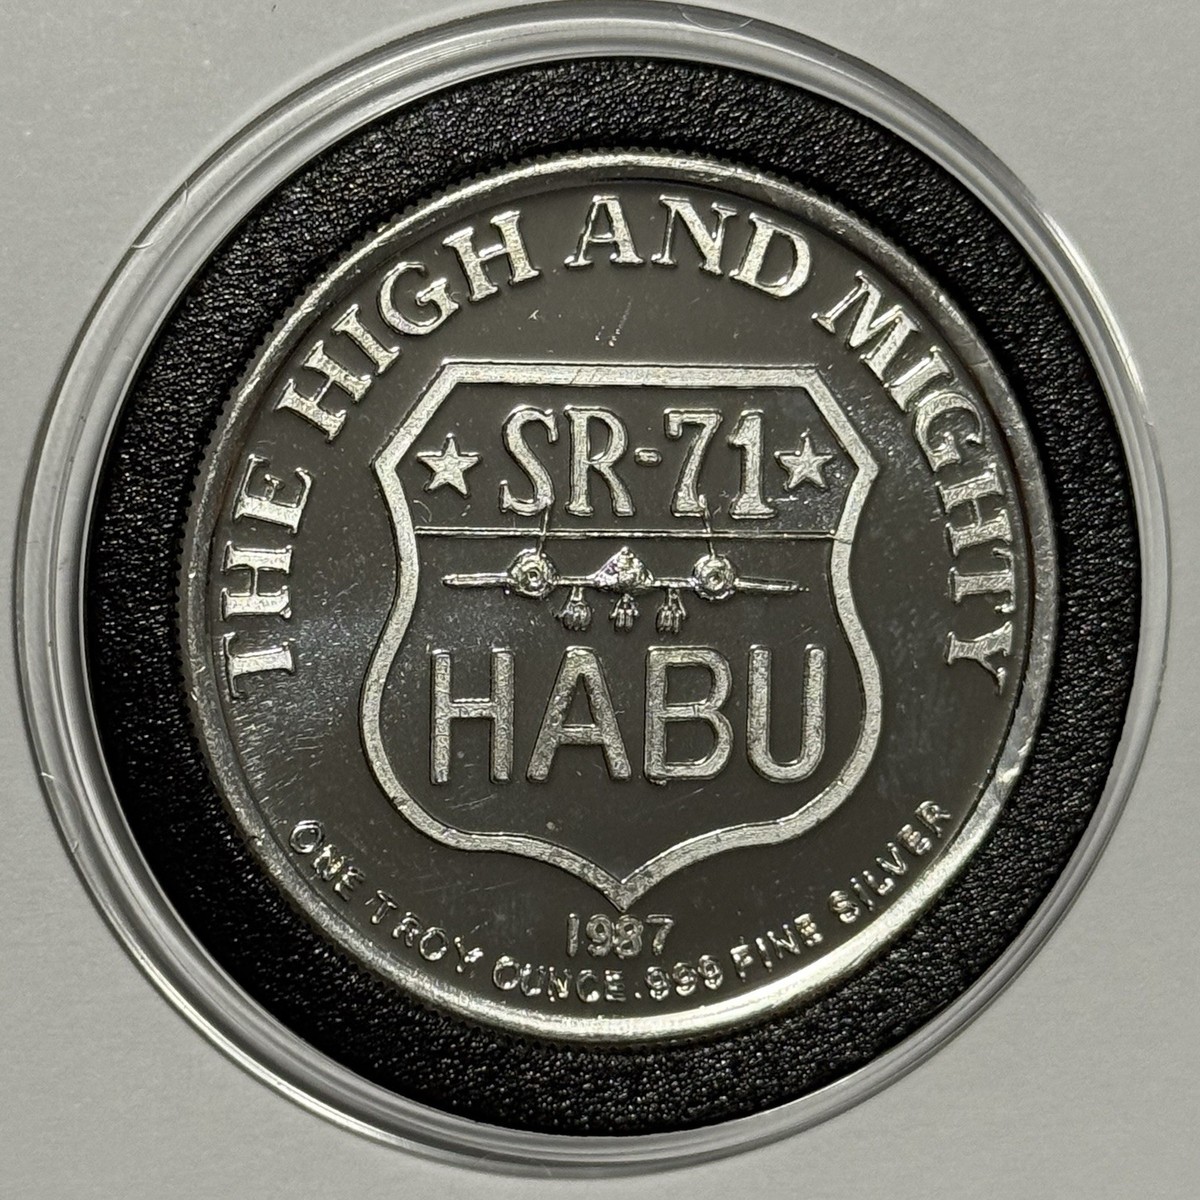 THE HIGH AND MIGHTY
SR-71
HABU
1987
ONE TROY OUNCE .999 FINE SILVER